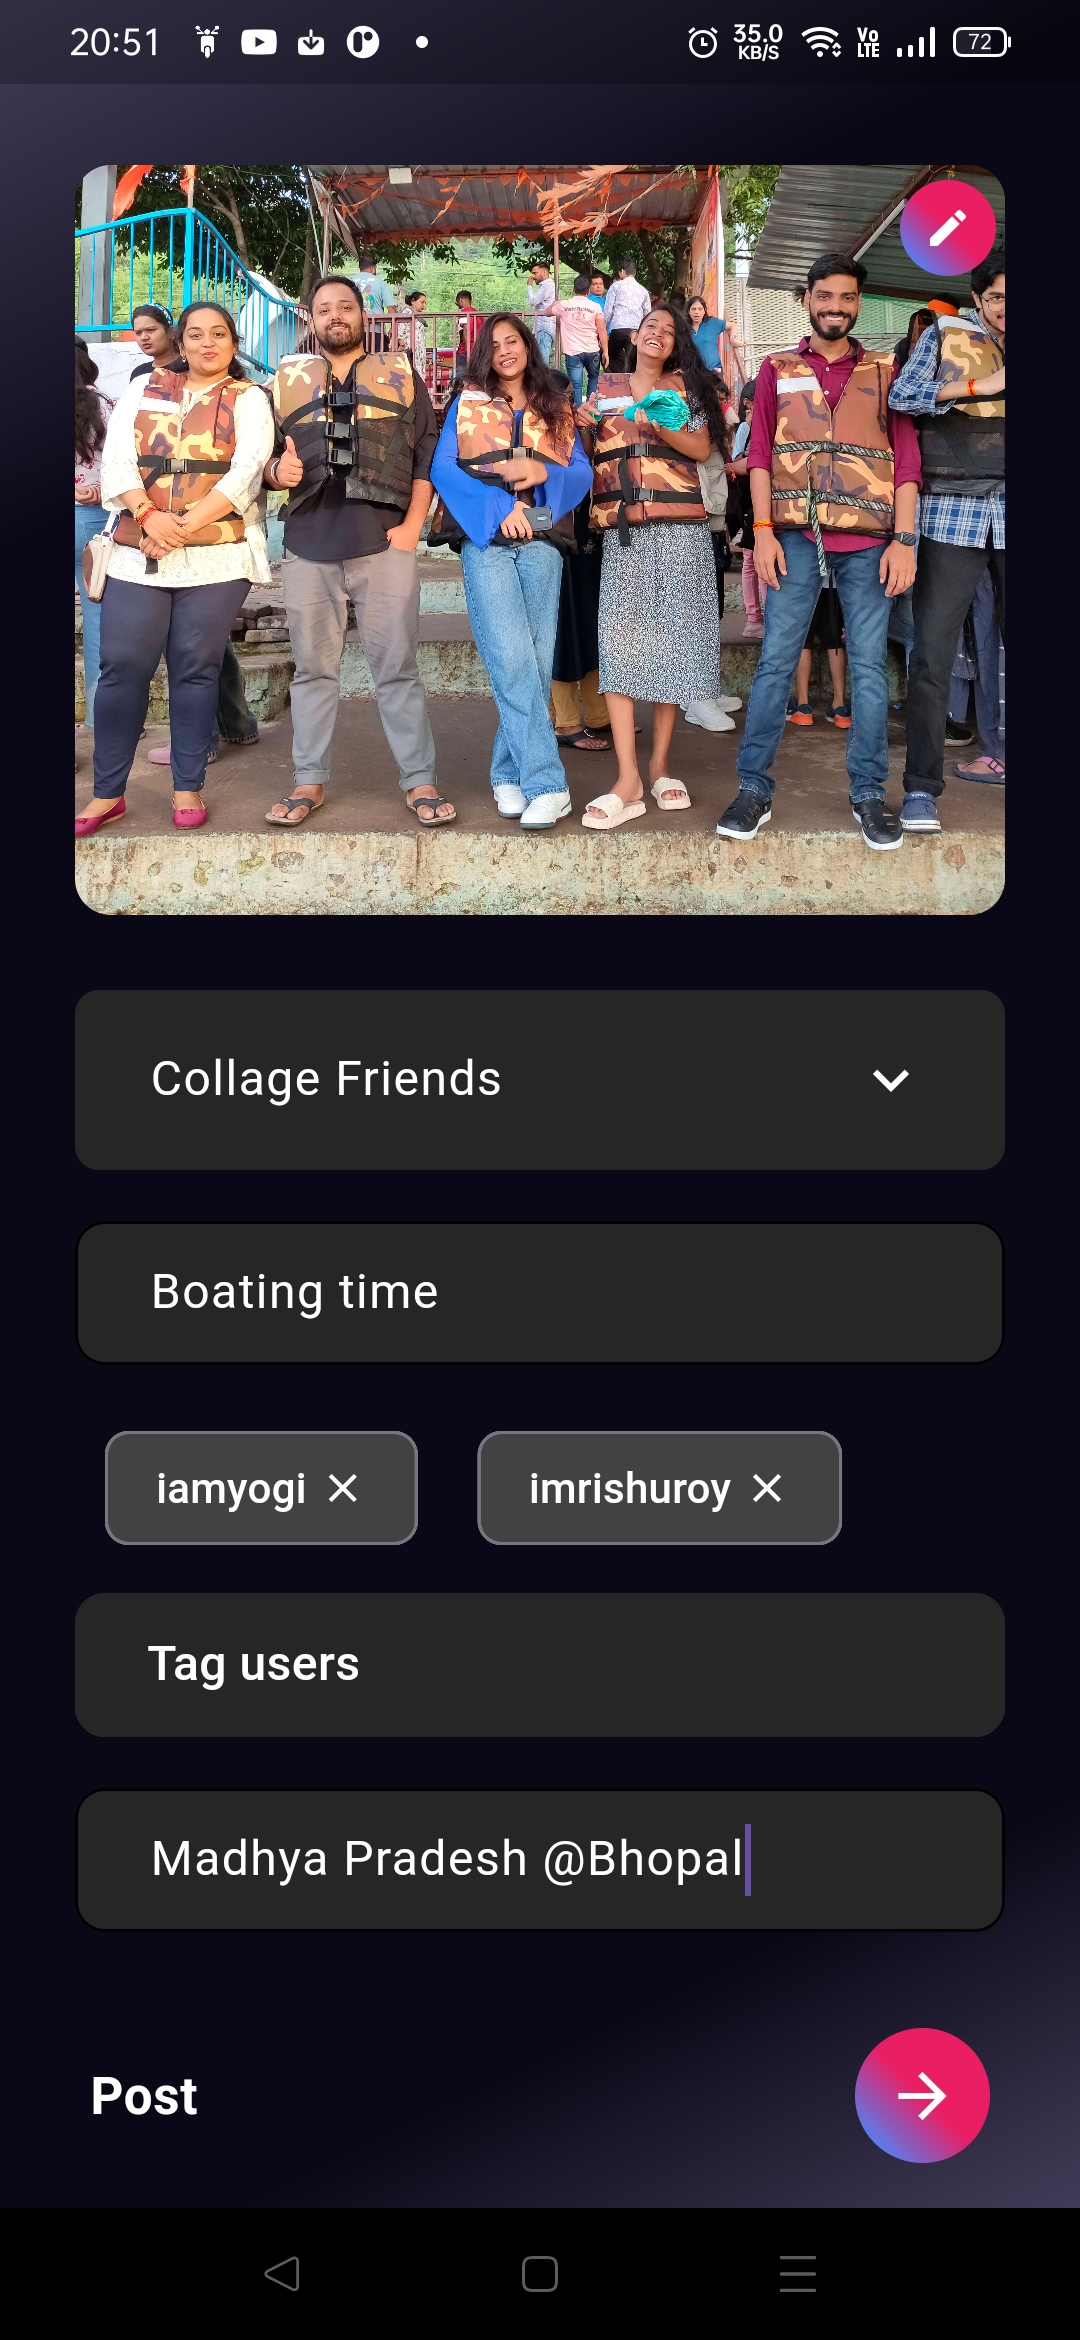 20:51
35.0
KB/S
Vo
LTE
72
Collage Friends
Boating time
iamyogi
imrishuroy
Tag users
Madhya Pradesh @Bhopal
Post